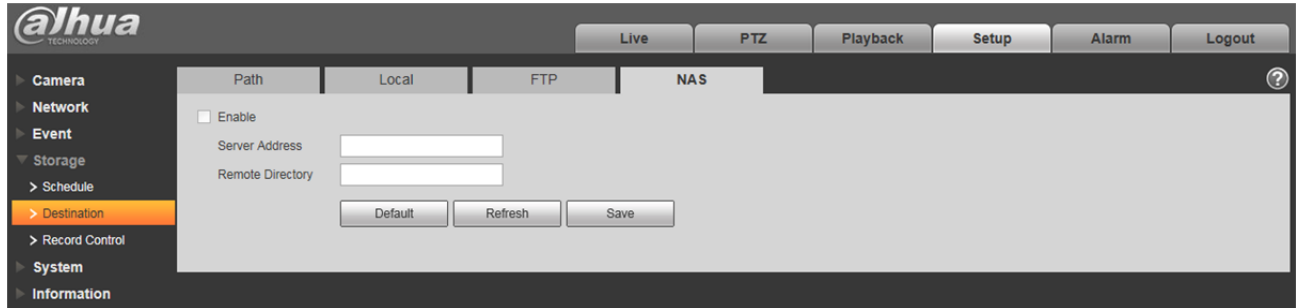 alhua
TECHNOLOGY
Live PTZ Playback Setup Alarm Logout
Camera
Network
Event
Storage
> Schedule
> Destination
> Record Control
System
Information
Path Local FTP NAS
?
Enable
Server Address
Remote Directory
Default Refresh Save